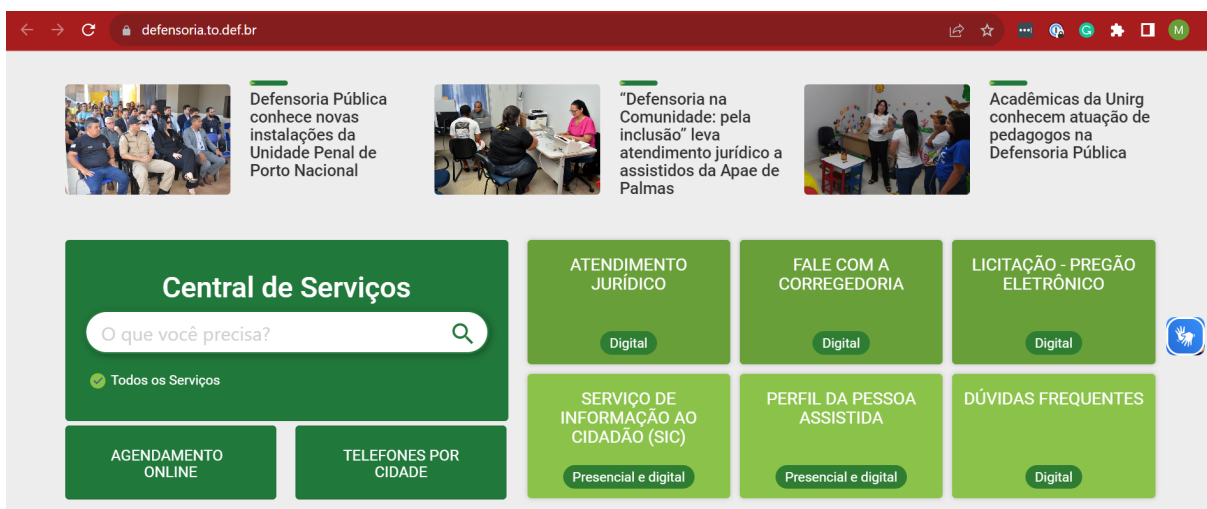 defensoria.to.def.br
M
Defensoria Pública
conhece novas
instalações da
Unidade Penal de
Porto Nacional
“Defensoria na
Comunidade: pela
inclusão” leva
atendimento jurídico a
assistidos da Apae de
Palmas
Acadêmicas da Unirg
conhecem atuação de
pedagogos na
Defensoria Pública
Central de Serviços
O que você precisa?
Todos os Serviços
AGENDAMENTO
ONLINE
TELEFONES POR
CIDADE
ATENDIMENTO
JURÍDICO
Digital
FALE COM A
CORREGEDORIA
Digital
LICITAÇÃO - PREGÃO
ELETRÔNICO
Digital
SERVIÇO DE
INFORMAÇÃO AO
CIDADÃO (SIC)
Presencial e digital
PERFIL DA PESSOA
ASSISTIDA
Presencial e digital
DÚVIDAS FREQUENTES
Digital